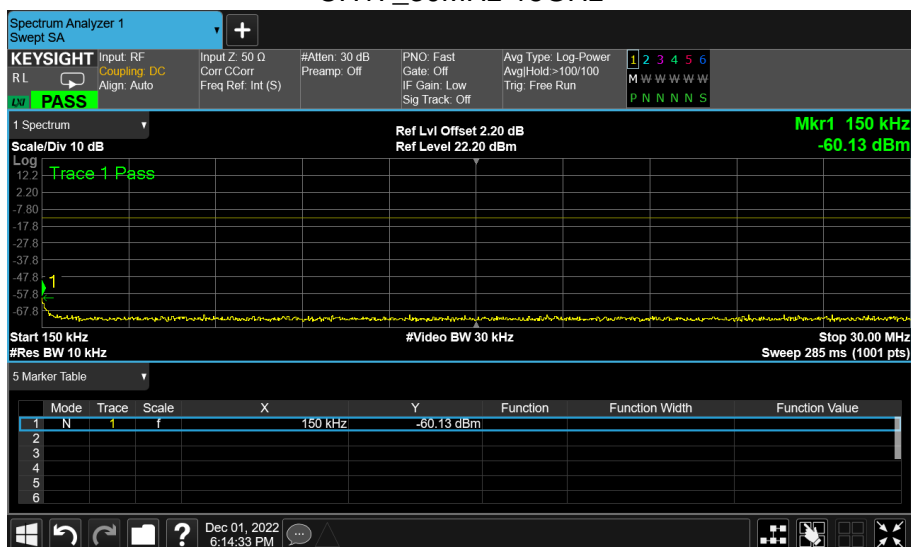 Spectrum Analyzer 1
Swept SA
+
KEYSIGHT Input: RF Input Z: 50 Ω #Atten: 30 dB PNO: Fast Avg Type: Log-Power 1 2 3 4 5 6
RL Coupling: DC Corr CCorr Preamp: Off Gate: Off Avg|Hold:>100/100 M W W W W W
Align: Auto Freq Ref: Int (S) IF Gain: Low Trig: Free Run
LXI PASS Sig Track: Off P N N N N S
1 Spectrum Ref Lvl Offset 2.20 dB Mkr1 150 kHz
Scale/Div 10 dB Ref Level 22.20 dBm -60.13 dBm
Log
Trace 1 Pass
12.2
2.20
-7.80
-17.8
-27.8
-37.8
-47.8
1
-57.8
-67.8
Start 150 kHz #Video BW 30 kHz Stop 30.00 MHz
#Res BW 10 kHz Sweep 285 ms (1001 pts)
5 Marker Table
Mode Trace Scale X Y Function Function Width Function Value
1 N 1 f 150 kHz -60.13 dBm
2
3
4
5
6
? Dec 01, 2022
6:14:33 PM